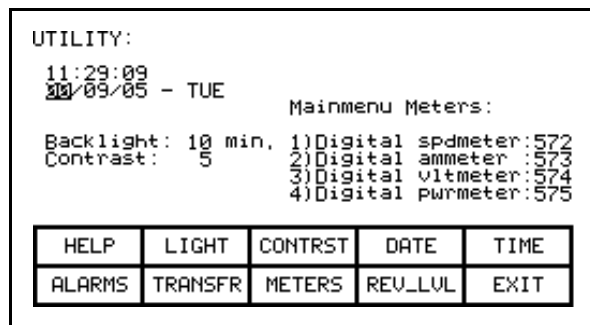 UTILITY:
11:29:09
00/09/05 - TUE
Mainmenu Meters:
Backlight: 10 min. 1)Digital spdmeter:572
Contrast: 5 2)Digital ammeter :573
3)Digital vltmeter:574
4)Digital pwrmeter:575
HELP LIGHT CONTRST DATE TIME
ALARMS TRANSFR METERS REV_LVL EXIT